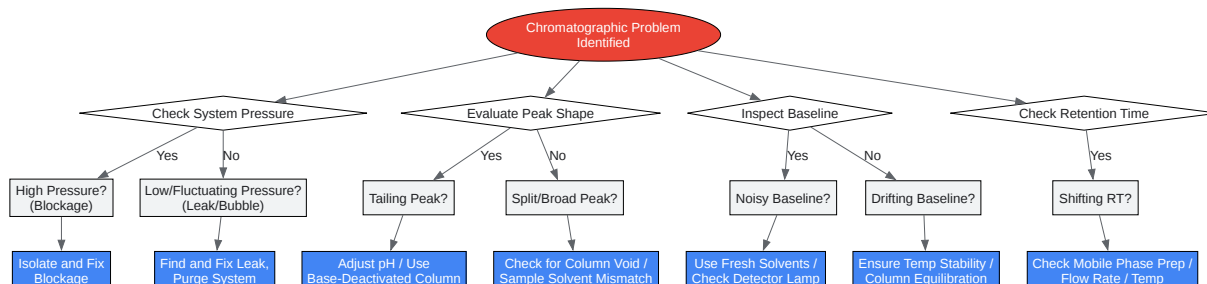 Chromatographic Problem
Identified
Check System Pressure
Evaluate Peak Shape
Inspect Baseline
Check Retention Time
Yes
No
Yes
No
Yes
No
Yes
High Pressure?
(Blockage)
Low/Fluctuating Pressure?
(Leak/Bubble)
Tailing Peak?
Split/Broad Peak?
Noisy Baseline?
Drifting Baseline?
Shifting RT?
Isolate and Fix
Blockage
Find and Fix Leak,
Purge System
Adjust pH / Use
Base-Deactivated Column
Check for Column Void /
Sample Solvent Mismatch
Use Fresh Solvents /
Check Detector Lamp
Ensure Temp Stability /
Column Equilibration
Check Mobile Phase Prep /
Flow Rate / Temp